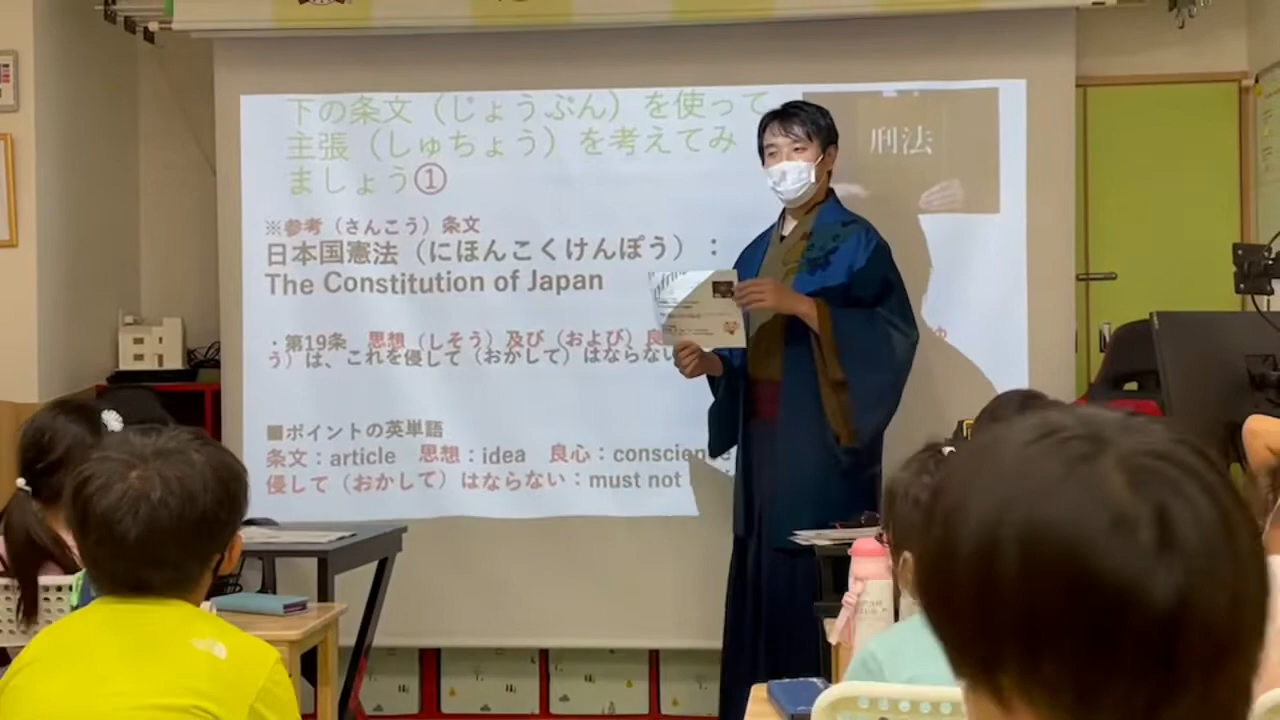 下の条文（じょうぶん）を使って
主張（しゅちょう）を考えてみ
ましょう①
刑法
※参考（さんこう）条文
日本国憲法（にほんこくけんぽう）：
The Constitution of Japan
・第19条 思想（しそう）及び（および）良
う）は、これを侵して（おかして）はならない
■ポイントの英単語
条文：article 思想：idea 良心：conscience
侵して（おかして）はならない：must not